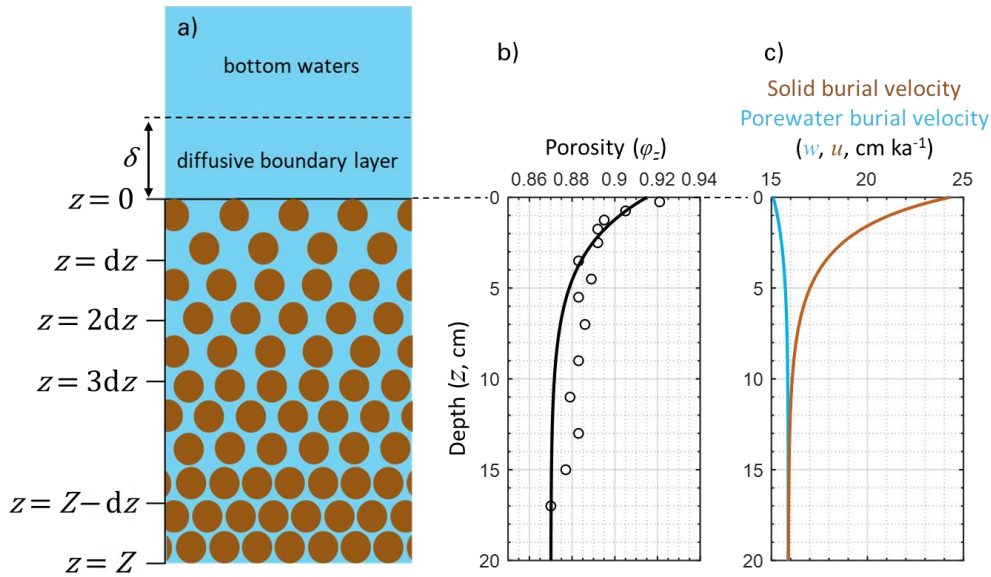 a)
bottom waters
δ
diffusive boundary layer
z = 0
z = dz
z = 2dz
z = 3dz
z = Z − dz
z = Z
b)
Porosity (φz)
0.86 0.88 0.9 0.92 0.94
Depth (z, cm)
0
5
10
15
20
c)
Solid burial velocity
Porewater burial velocity
(w, u, cm ka⁻¹)
15 20 25
0
5
10
15
20